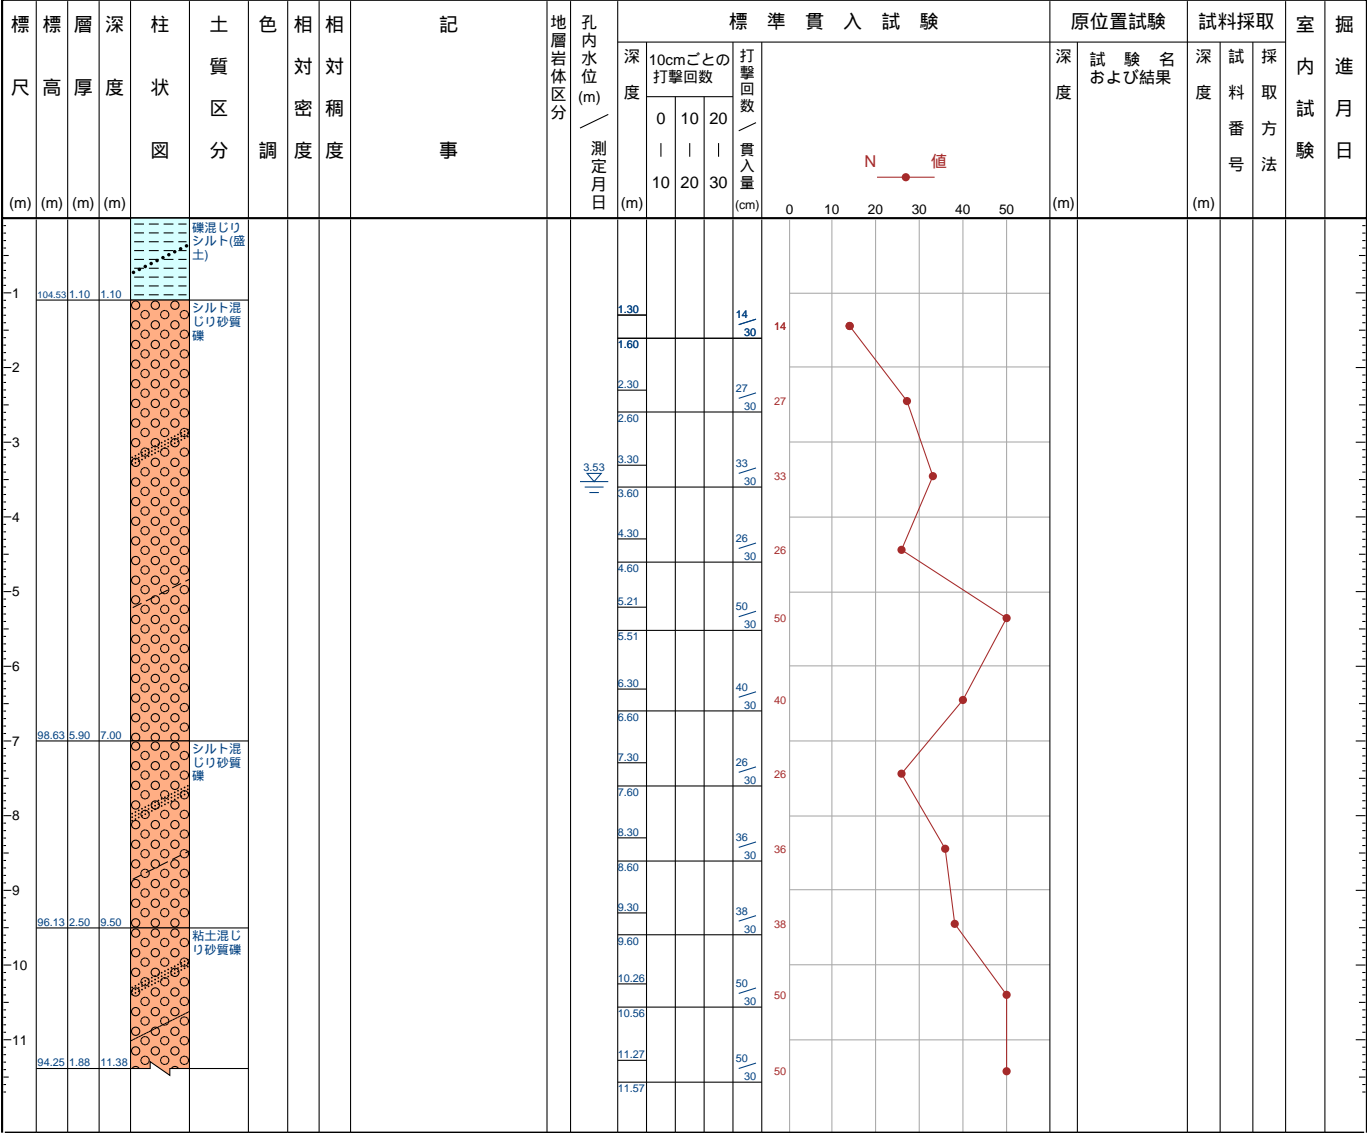 標尺(m)
標高(m)
層厚(m)
深度(m)
柱状図
土質区分
色調
相対密度
相対稠度
記事
地層岩体区分
孔内水位(m)／測定月日
標準貫入試験
深度(m)
10cmごとの
打撃回数
0 10 20
| | |
10 20 30
打撃回数／貫入量(cm)
N 値
0 10 20 30 40 50
原位置試験
深度(m)
試験名
および結果
試料採取
深度(m)
試料番号
採取方法
室内試験
掘進月日
礫混じり
シルト(盛
土)
1
104.53 1.10 1.10
シルト混
じり砂質
礫
1.30
14/30
14
1.60
2
2.30
27/30
27
2.60
3
3.30
33/30
33
3.53
3.60
4
4.30
26/30
26
4.60
5
5.21
50/30
50
5.51
6
6.30
40/30
40
6.60
7
98.63 5.90 7.00
シルト混
じり砂質
礫
7.30
26/30
26
7.60
8
8.30
36/30
36
8.60
9
9.30
38/30
38
96.13 2.50 9.50
粘土混じ
り砂質礫
9.60
10
10.26
50/30
50
10.56
11
11.27
50/30
50
94.25 1.88 11.38
11.57